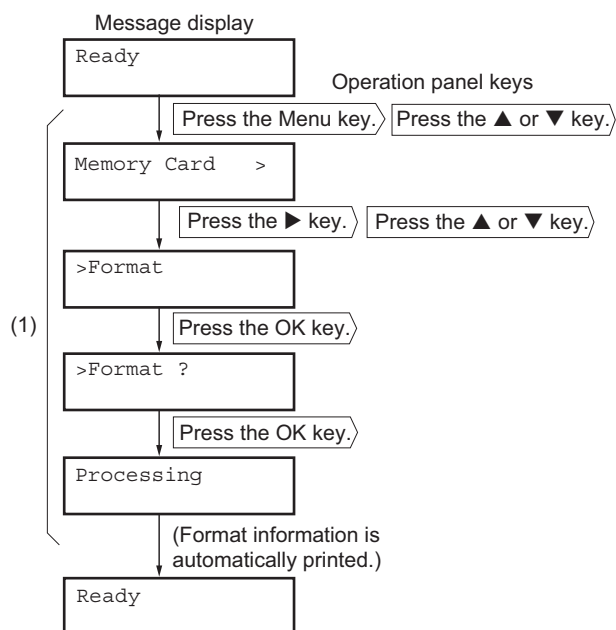 Message display
Ready
Operation panel keys
Press the Menu key.
Press the ▲ or ▼ key.
Memory Card >
Press the ▶ key.
Press the ▲ or ▼ key.
>Format
(1)
Press the OK key.
>Format ?
Press the OK key.
Processing
(Format information is
automatically printed.)
Ready